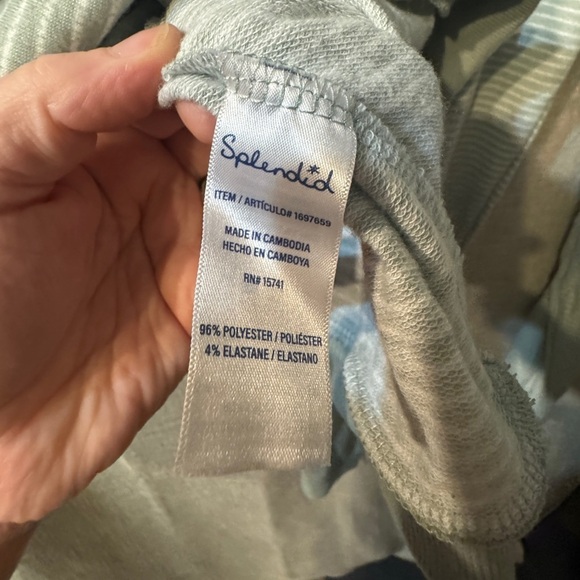 Splendid
ITEM / ARTÍCULO# 1697659
MADE IN CAMBODIA
HECHO EN CAMBOYA
RN# 15741
96% POLYESTER / POLIÉSTER
4% ELASTANE / ELASTANO